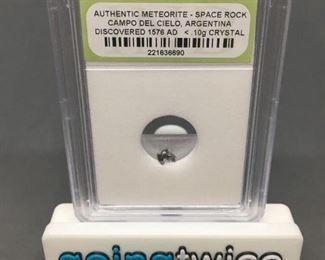 AUTHENTIC METEORITE - SPACE ROCK
CAMPO DEL CIELO, ARGENTINA
DISCOVERED 1576 AD < .10g CRYSTAL
221636690
goingtwice